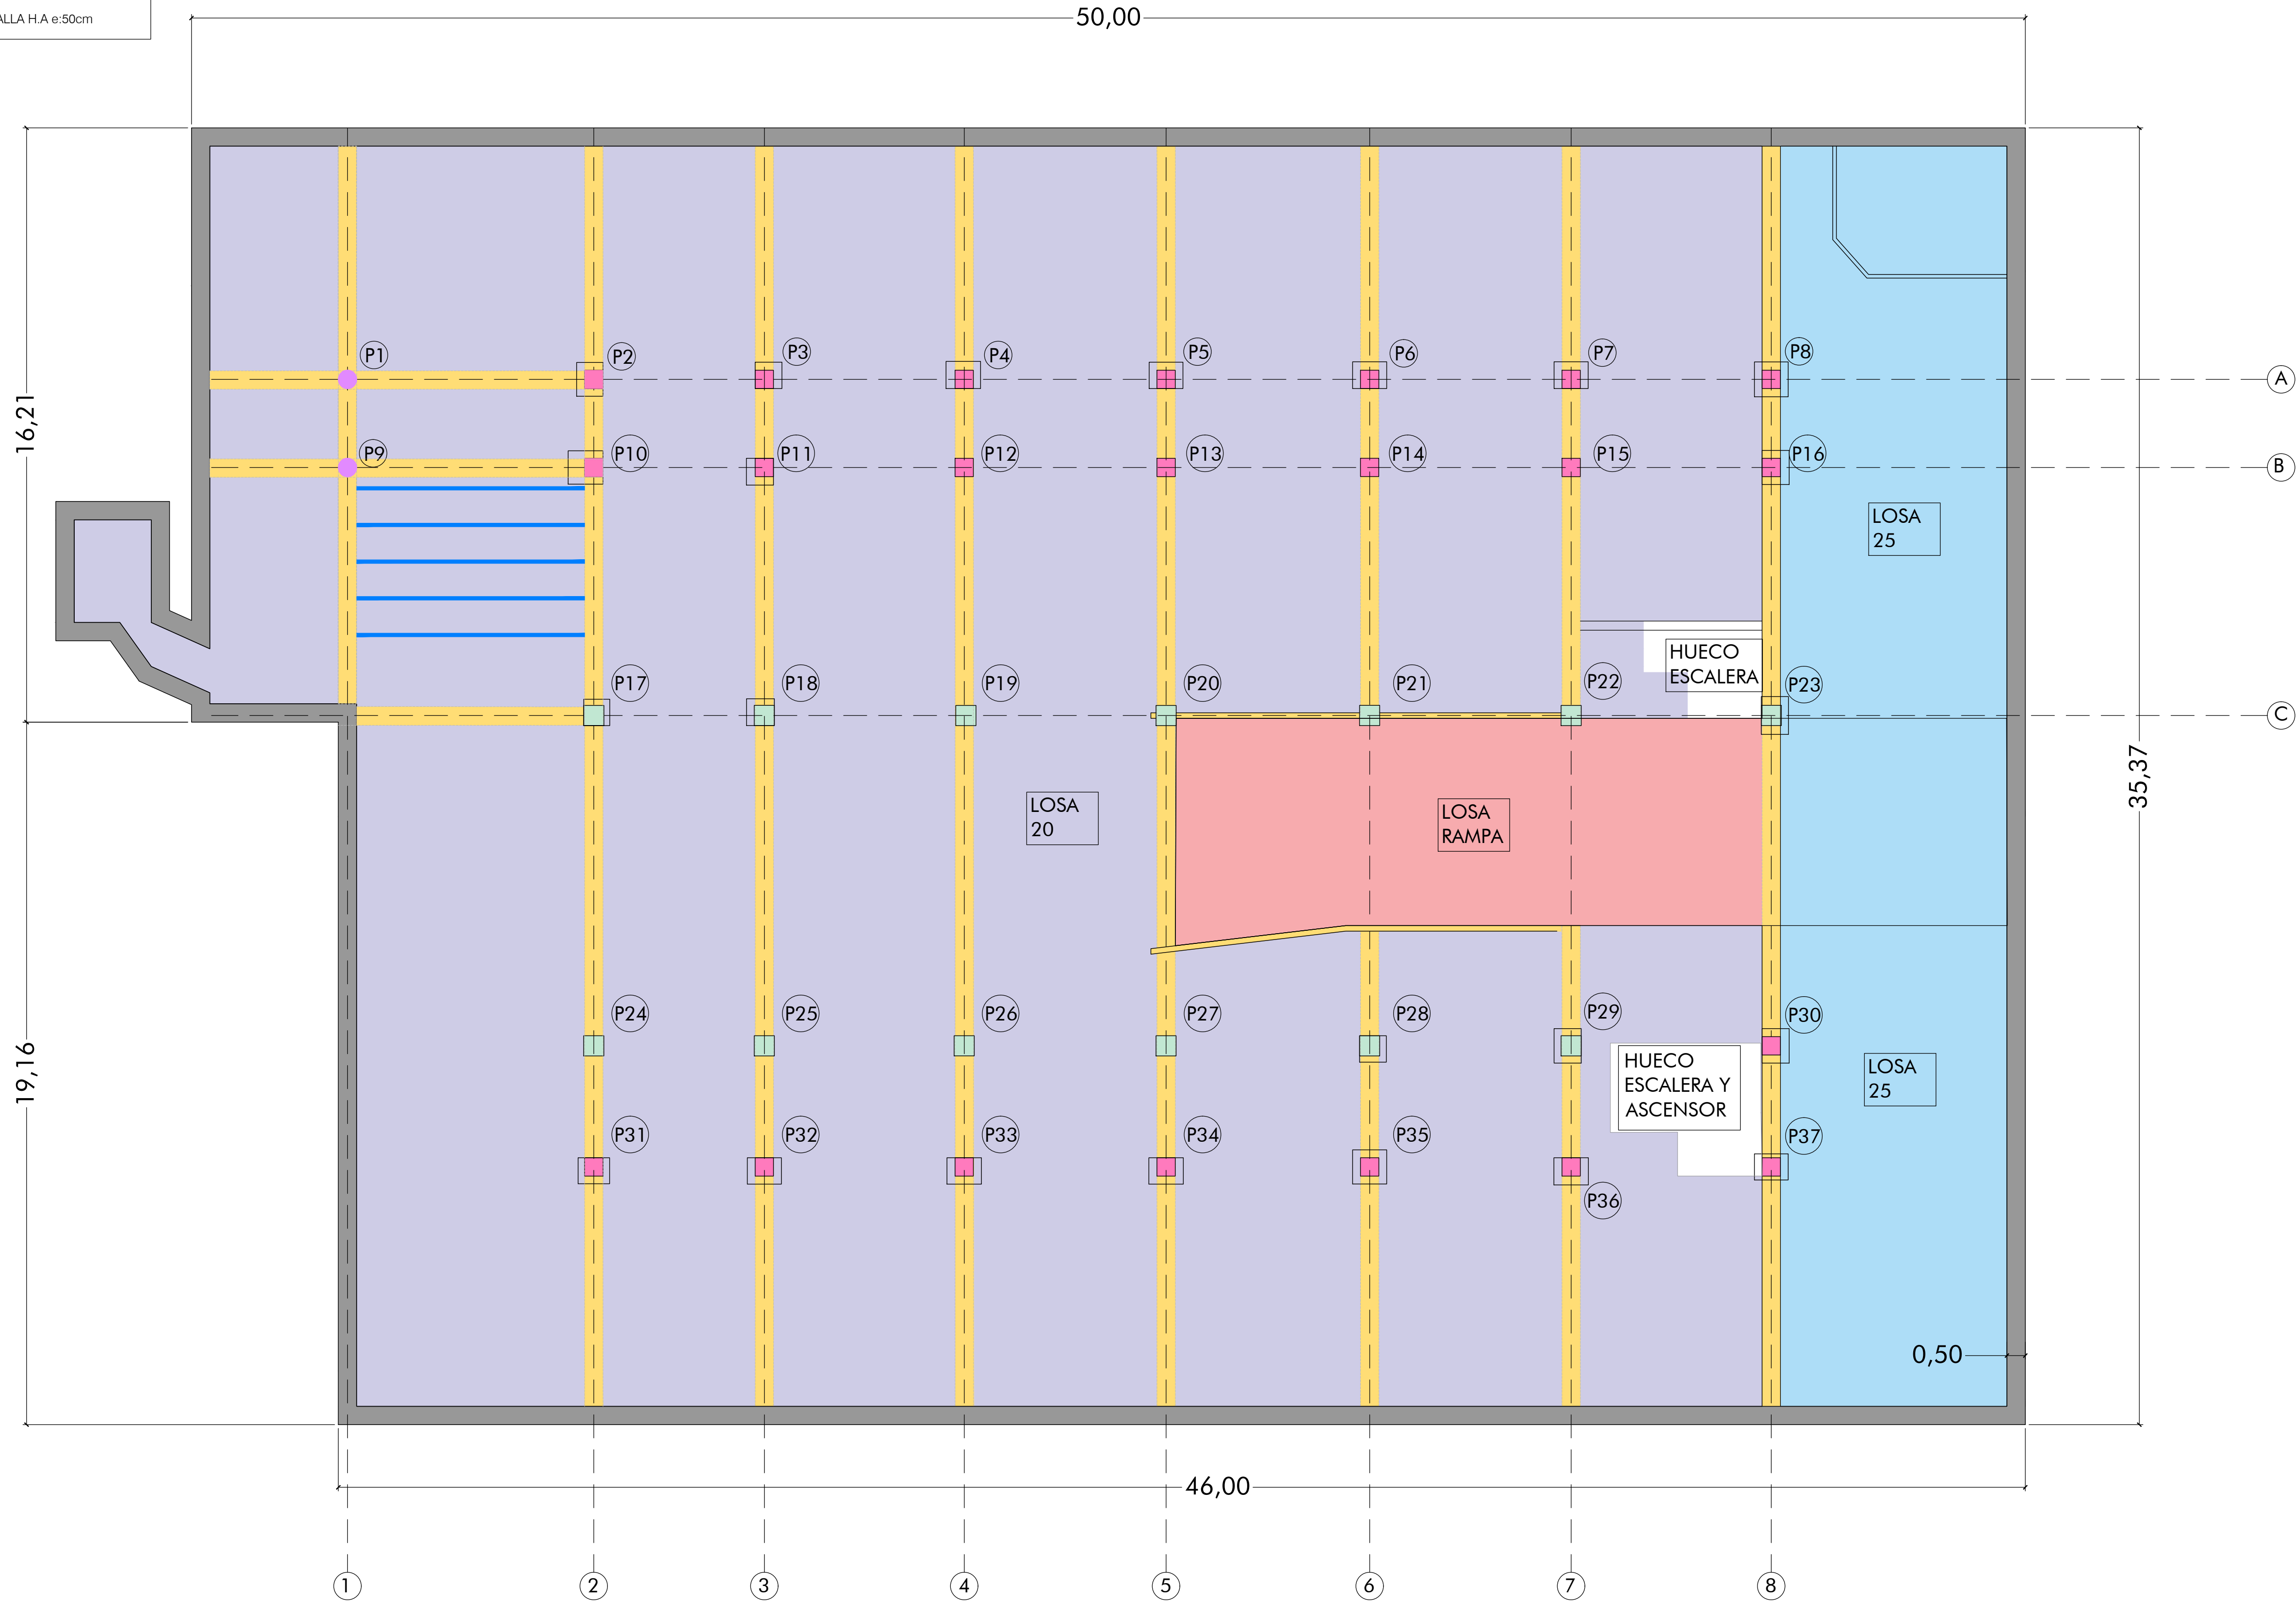 ALLA H.A e:50cm
50,00
16,21
P1
P2
P3
P4
P5
P6
P7
P8
A
P9
P10
P11
P12
P13
P14
P15
P16
B
LOSA
25
HUECO
ESCALERA
P17
P18
P19
P20
P21
P22
P23
C
35,37
LOSA
20
LOSA
RAMPA
19,16
P24
P25
P26
P27
P28
P29
P30
HUECO
ESCALERA Y
ASCENSOR
LOSA
25
P31
P32
P33
P34
P35
P37
P36
0,50
46,00
1
2
3
4
5
6
7
8